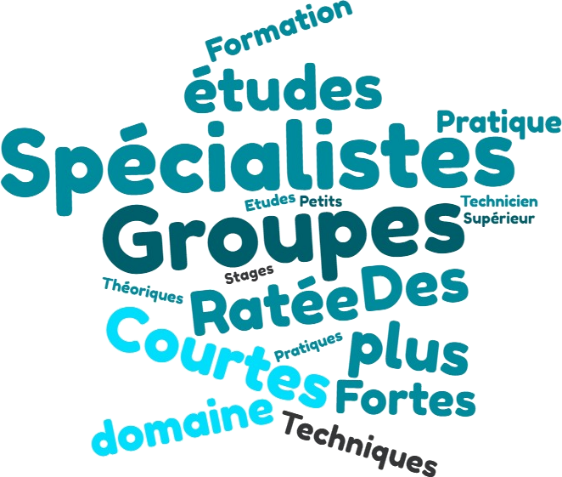 Formation
études
Pratique
Spécialistes
Etudes Petits
Technicien
Groupes
Supérieur
Stages
Théoriques
Ratée Des
Courtes
Pratiques
plus
Fortes
domaine
Techniques